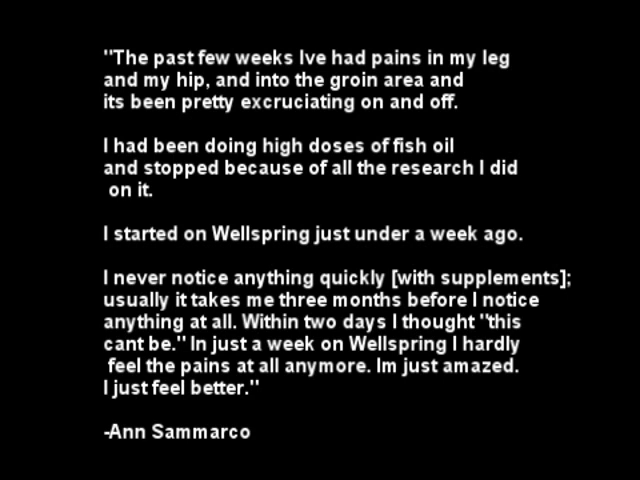 "The past few weeks Ive had pains in my leg
and my hip, and into the groin area and
its been pretty excruciating on and off.
I had been doing high doses of fish oil
and stopped because of all the research I did
on it.
I started on Wellspring just under a week ago.
I never notice anything quickly [with supplements];
usually it takes me three months before I notice
anything at all. Within two days I thought "this
cant be." In just a week on Wellspring I hardly
feel the pains at all anymore. Im just amazed.
I just feel better."
-Ann Sammarco